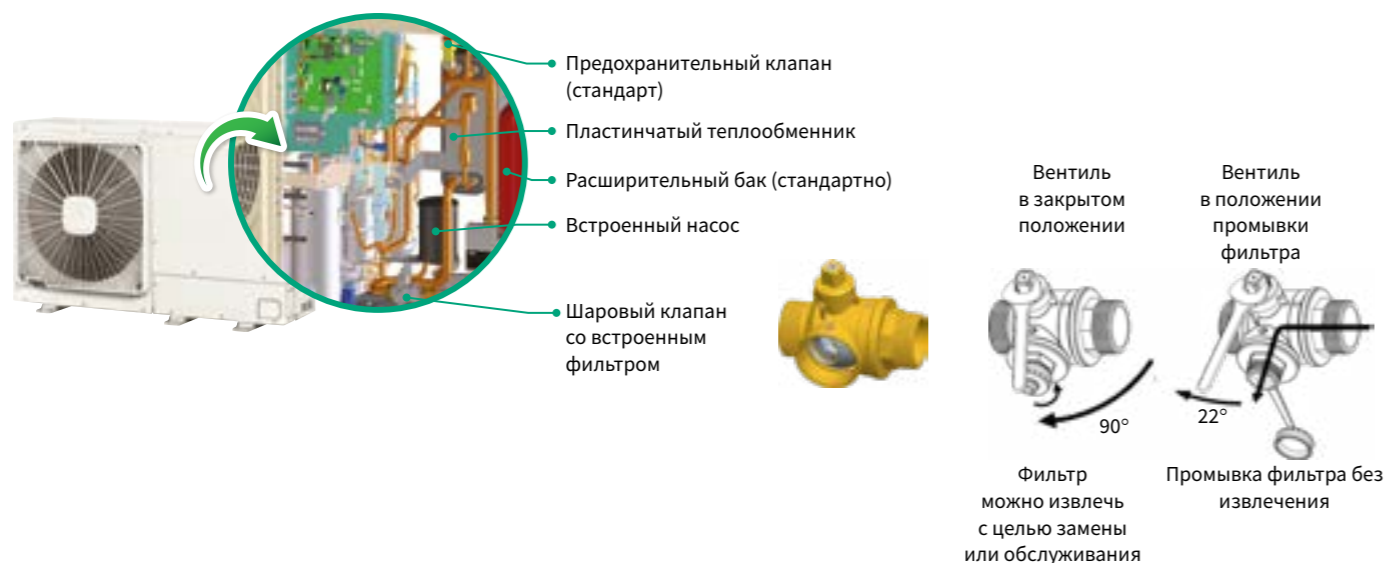 Предохранительный клапан
(стандарт)
Пластинчатый теплообменник
Расширительный бак (стандартно)
Встроенный насос
Шаровый клапан
со встроенным
фильтром
Вентиль
в закрытом
положении
90°
Фильтр
можно извлечь
с целью замены
или обслуживания
Вентиль
в положении
промывки
фильтра
22°
Промывка фильтра без
извлечения